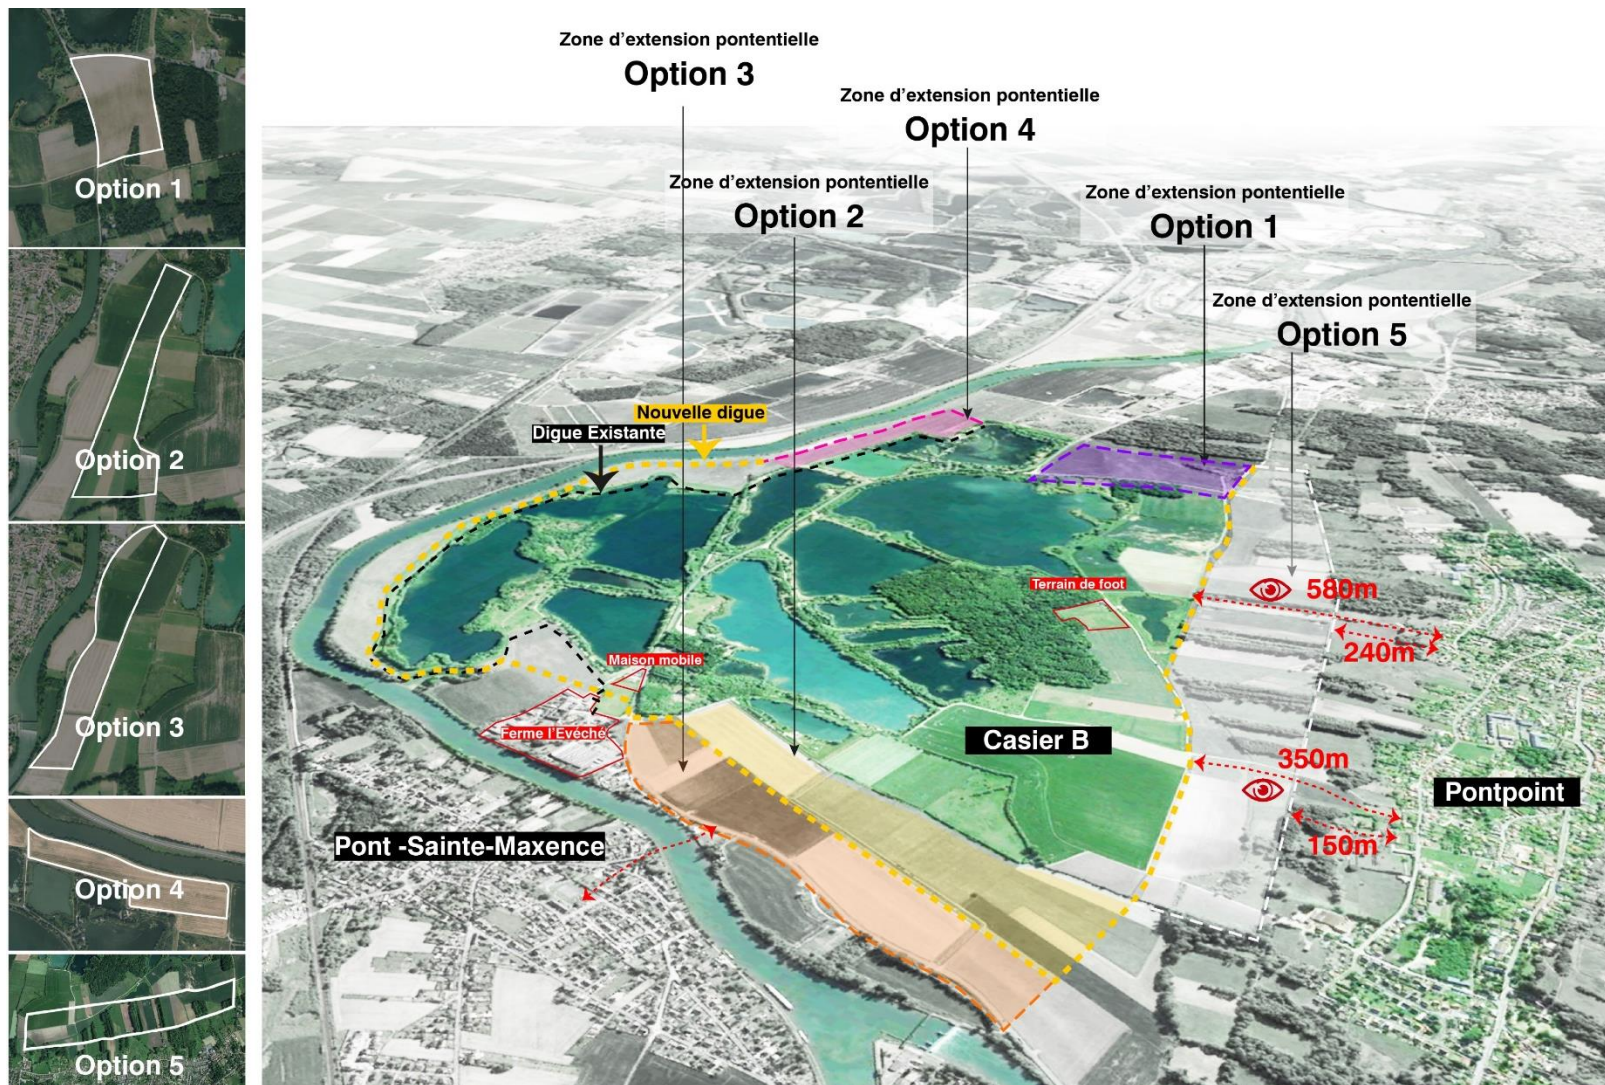 Option 1
Option 2
Option 3
Option 4
Option 5
Zone d'extension pontentielle
Option 3
Zone d'extension pontentielle
Option 4
Zone d'extension pontentielle
Option 2
Zone d'extension pontentielle
Option 1
Zone d'extension pontentielle
Option 5
Nouvelle digue
Digue Existante
Terrain de foot
580m
240m
Maison mobile
Ferme l'Evéché
Casier B
350m
Pontpoint
150m
Pont -Sainte-Maxence